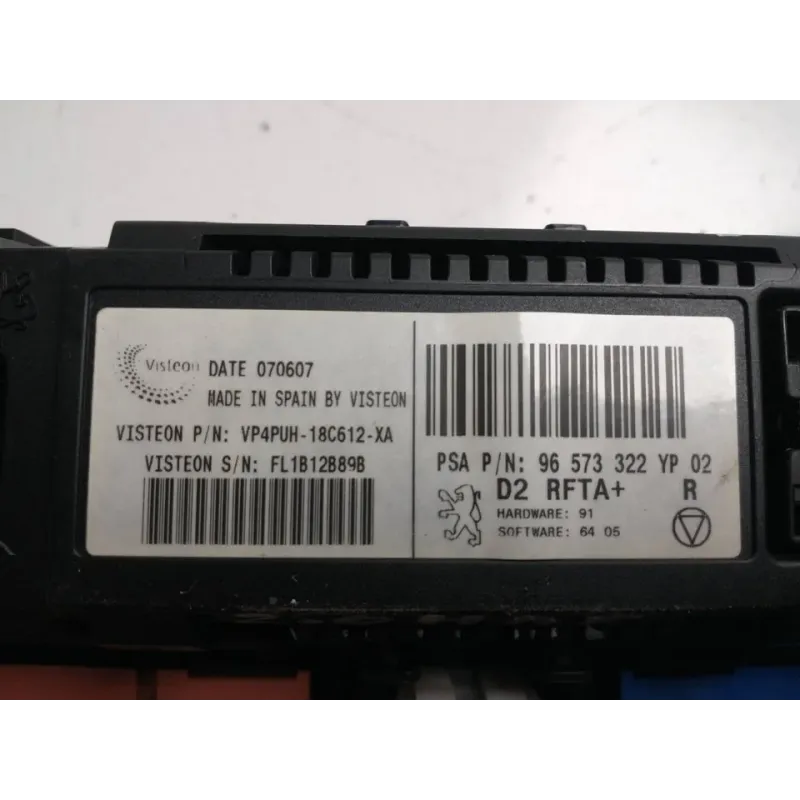 Visteon DATE 070607
MADE IN SPAIN BY VISTEON
VISTEON P/N: VP4PUH-18C612-XA
VISTEON S/N: FL1B12B89B
PSA P/N: 96 573 322 YP 02
D2 RFTA+ R
HARDWARE: 91
SOFTWARE: 64 05